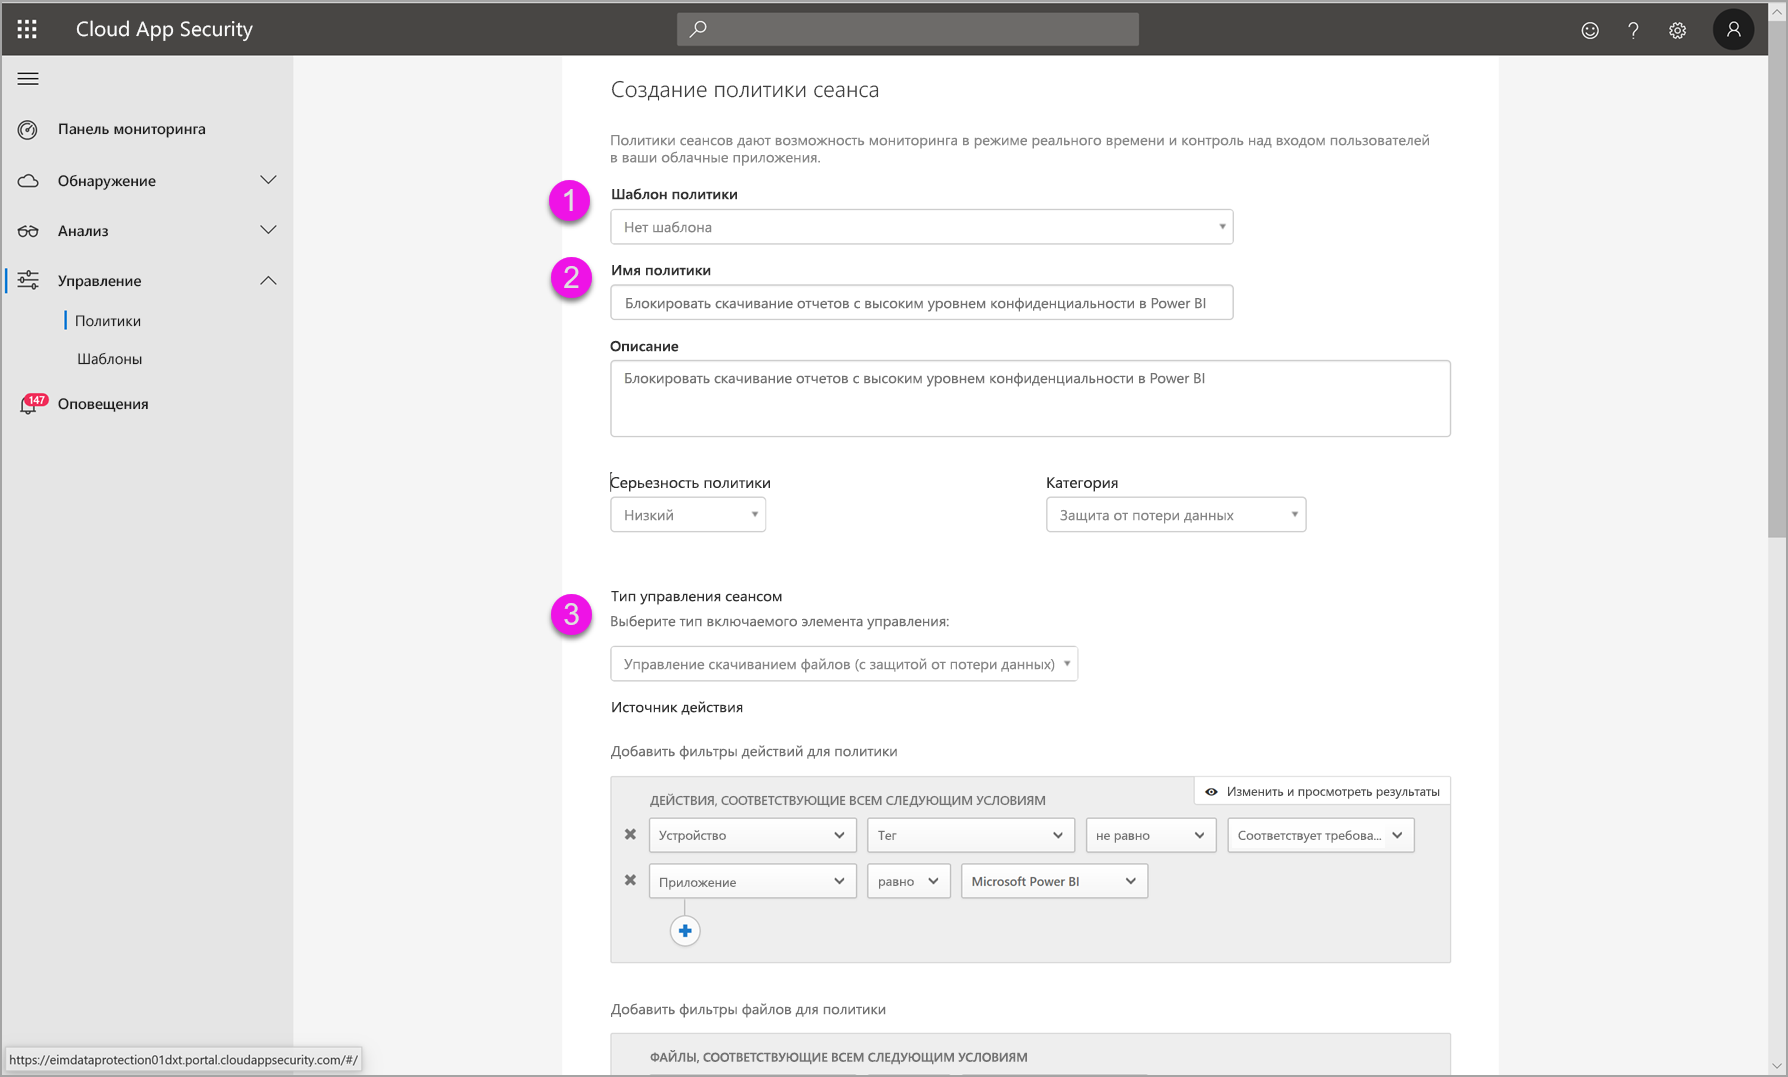 Cloud App Security
Панель мониторинга
Обнаружение
Анализ
Управление
Политики
Шаблоны
147
Оповещения
Создание политики сеанса
Политики сеансов дают возможность мониторинга в режиме реального времени и контроль над входом пользователей
в ваши облачные приложения.
1
Шаблон политики
Нет шаблона
2
Имя политики
Блокировать скачивание отчетов с высоким уровнем конфиденциальности в Power BI
Описание
Блокировать скачивание отчетов с высоким уровнем конфиденциальности в Power BI
Серьезность политики
Категория
Низкий
Защита от потери данных
3
Тип управления сеансом
Выберите тип включаемого элемента управления:
Управление скачиванием файлов (с защитой от потери данных)
Источник действия
Добавить фильтры действий для политики
Изменить и просмотреть результаты
ДЕЙСТВИЯ, СООТВЕТСТВУЮЩИЕ ВСЕМ СЛЕДУЮЩИМ УСЛОВИЯМ
Устройство Тег не равно Соответствует требова...
Приложение равно Microsoft Power BI
Добавить фильтры файлов для политики
ФАЙЛЫ, СООТВЕТСТВУЮЩИЕ ВСЕМ СЛЕДУЮЩИМ УСЛОВИЯМ
https://eimdataprotection01dxt.portal.cloudappsecurity.com/#/